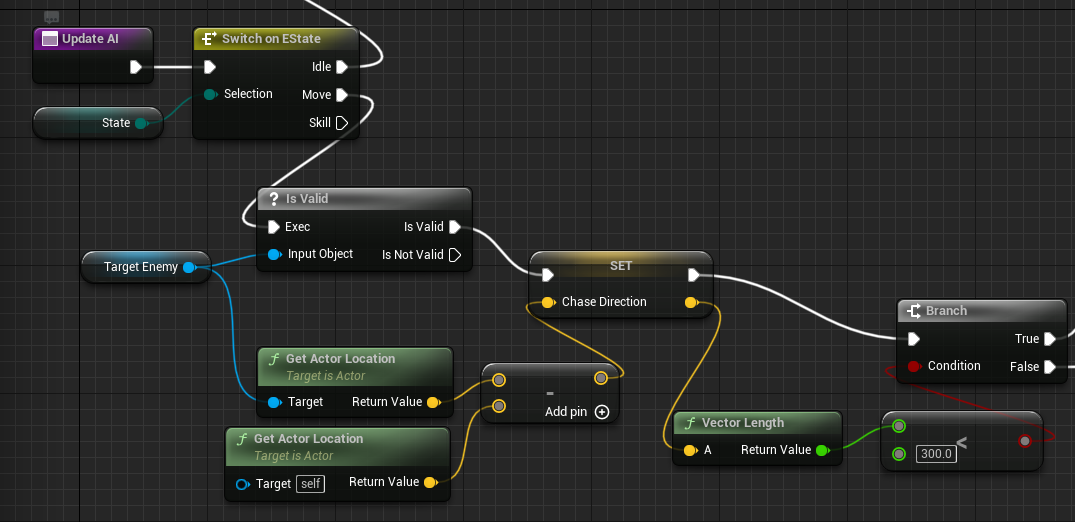 Update AI
Switch on EState
Idle
Selection
Move
State
Skill
? Is Valid
Exec
Is Valid
Target Enemy
Input Object
Is Not Valid
SET
Chase Direction
Branch
True
Condition
False
f Get Actor Location
Target is Actor
Target
Return Value
-
Add pin +
f Get Actor Location
Target is Actor
Target
self
Return Value
f Vector Length
A
Return Value
<
300.0